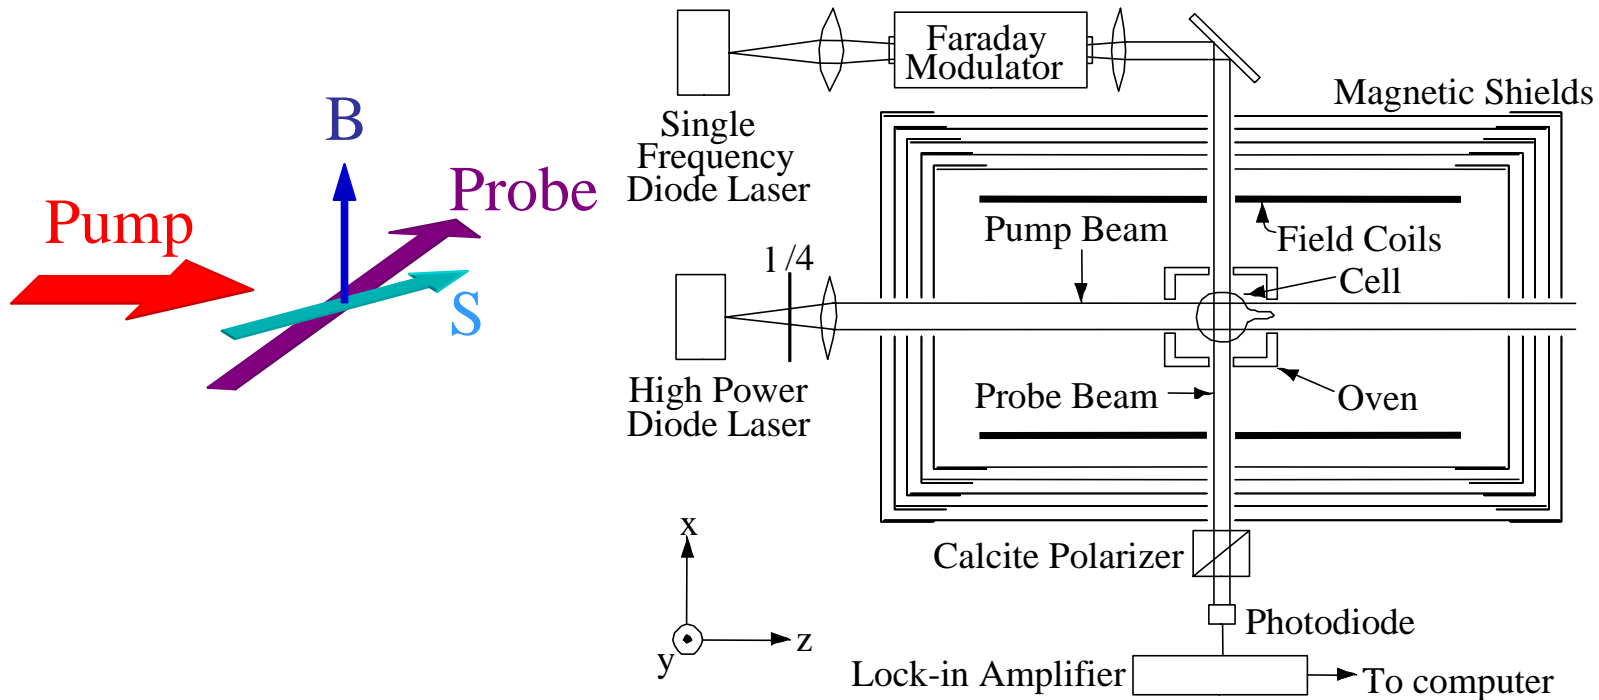 B
Probe
Pump
S
Faraday
Modulator
Single
Frequency
Diode Laser
Magnetic Shields
Pump Beam
Field Coils
Cell
1/4
High Power
Diode Laser
Probe Beam
Oven
Calcite Polarizer
x
y
z
Photodiode
Lock-in Amplifier
To computer